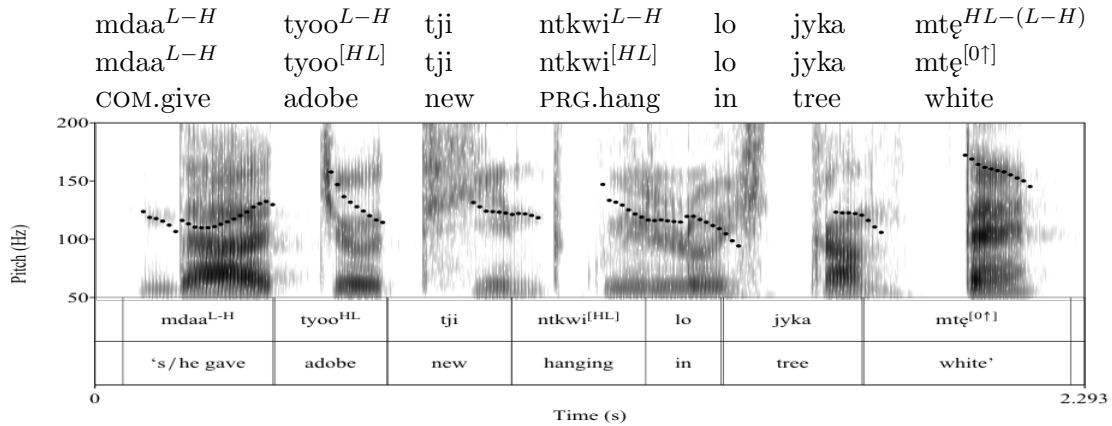 mdaa^{L−H} tyoo^{L−H} tji ntkwi^{L−H} lo jyka mtę^{HL−(L−H)}
mdaa^{L−H} tyoo^{[HL]} tji ntkwi^{[HL]} lo jyka mtę^{[0↑]}
COM.give adobe new PRG.hang in tree white
200
150
100
50
Pitch (Hz)
mdaa^{L-H} tyoo^{HL} tji ntkwi^{[HL]} lo jyka mtę^{[0↑]}
‘s/he gave adobe new hanging in tree white’
0 2.293
Time (s)